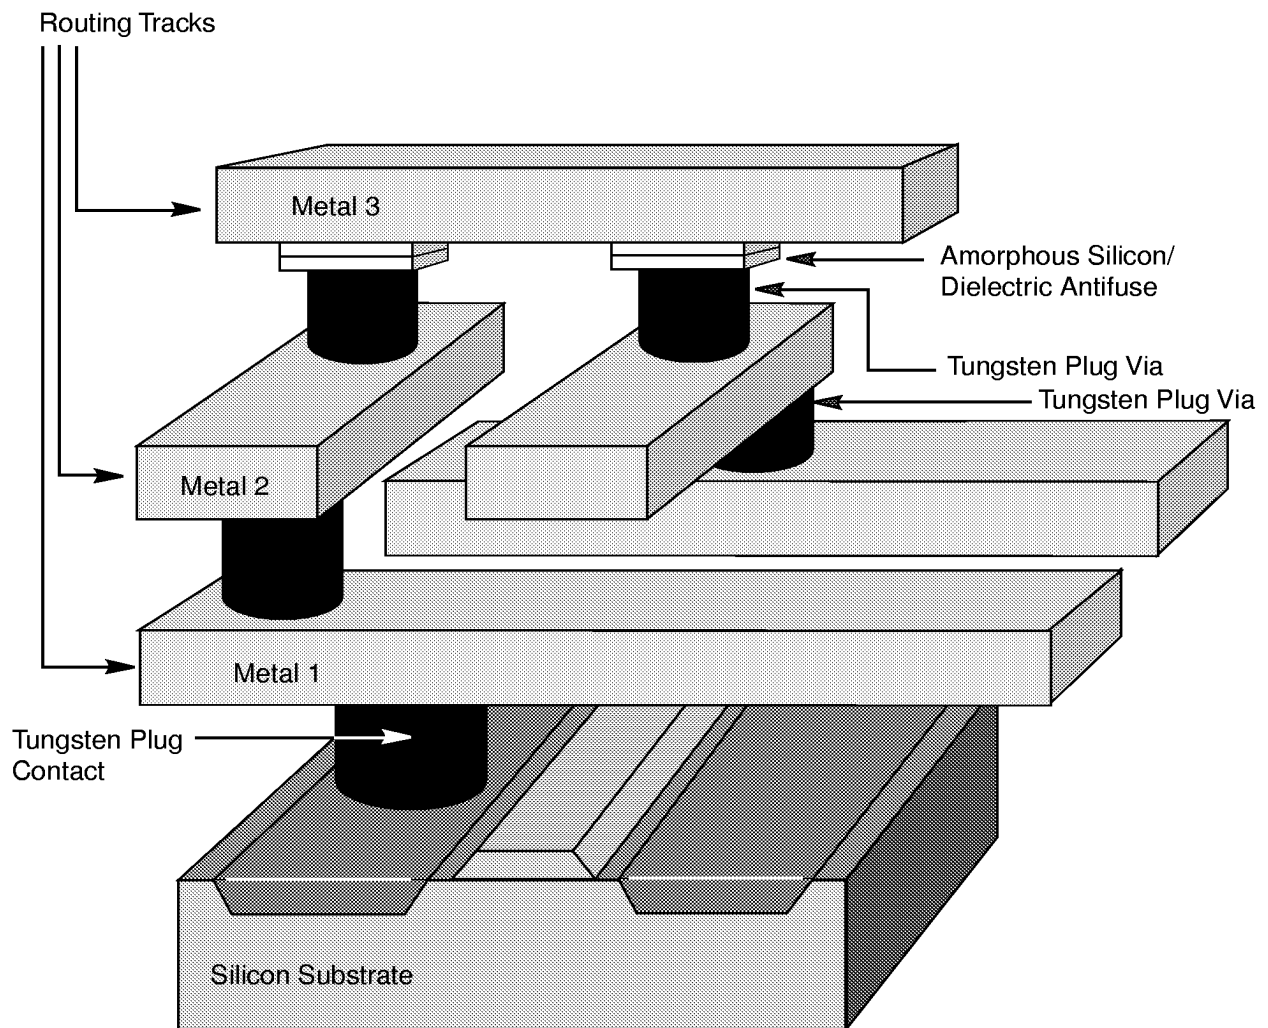 Routing Tracks
Metal 3
Amorphous Silicon/
Dielectric Antifuse
Tungsten Plug Via
Tungsten Plug Via
Metal 2
Metal 1
Tungsten Plug
Contact
Silicon Substrate